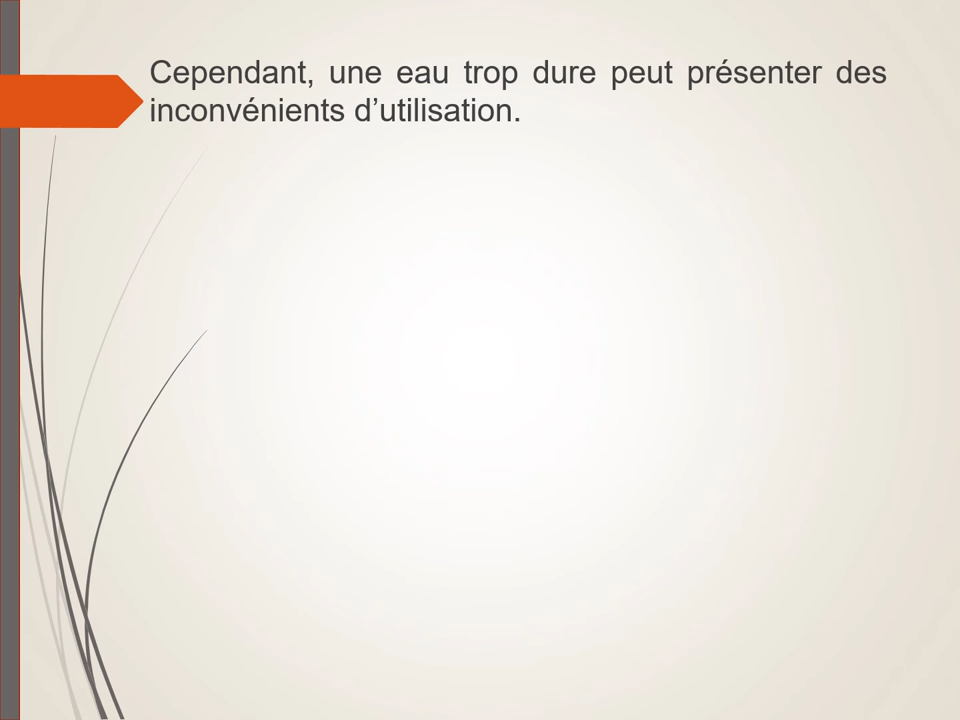 Cependant, une eau trop dure peut présenter des
inconvénients d’utilisation.